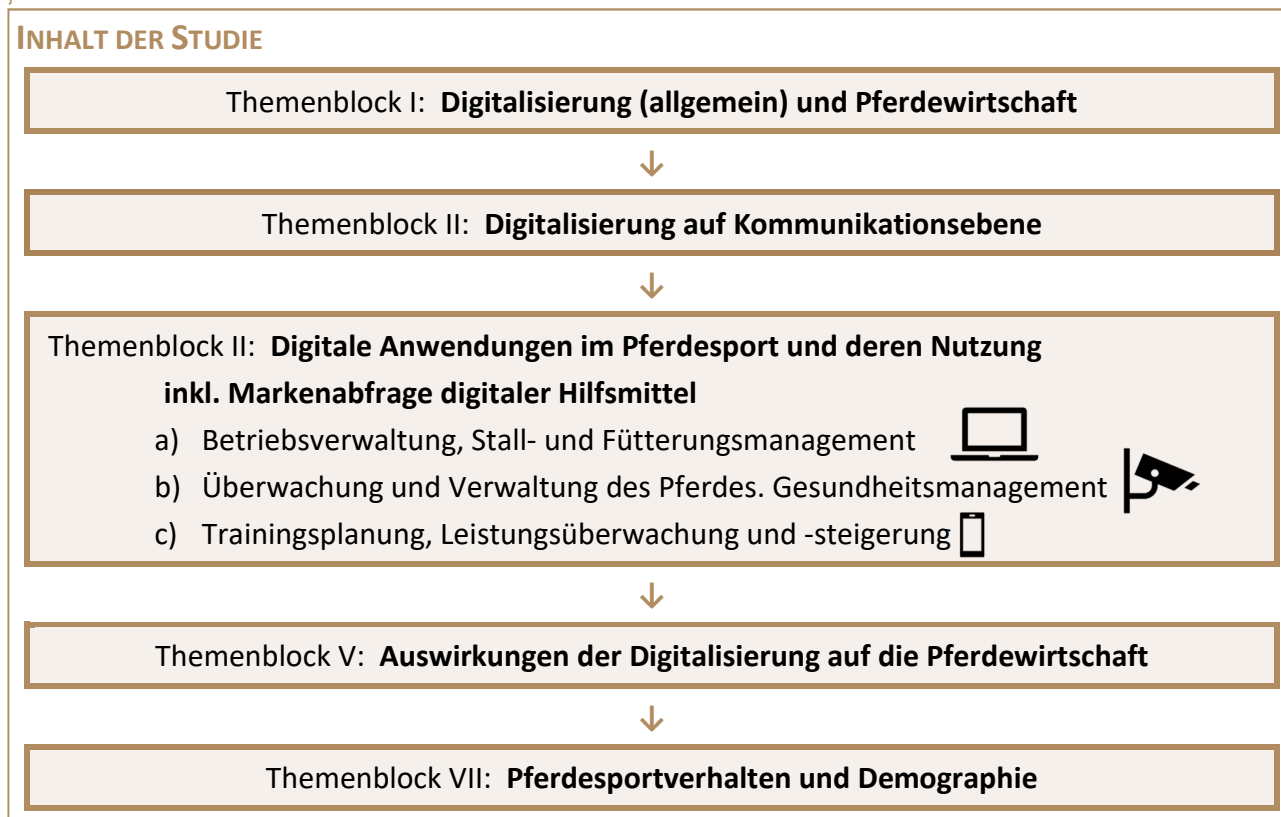 INHALT DER STUDIE
Themenblock I: Digitalisierung (allgemein) und Pferdewirtschaft
↓
Themenblock II: Digitalisierung auf Kommunikationsebene
↓
Themenblock II: Digitale Anwendungen im Pferdesport und deren Nutzung
inkl. Markenabfrage digitaler Hilfsmittel
a) Betriebsverwaltung, Stall- und Fütterungsmanagement
b) Überwachung und Verwaltung des Pferdes. Gesundheitsmanagement
c) Trainingsplanung, Leistungsüberwachung und -steigerung
↓
Themenblock V: Auswirkungen der Digitalisierung auf die Pferdewirtschaft
↓
Themenblock VII: Pferdesportverhalten und Demographie